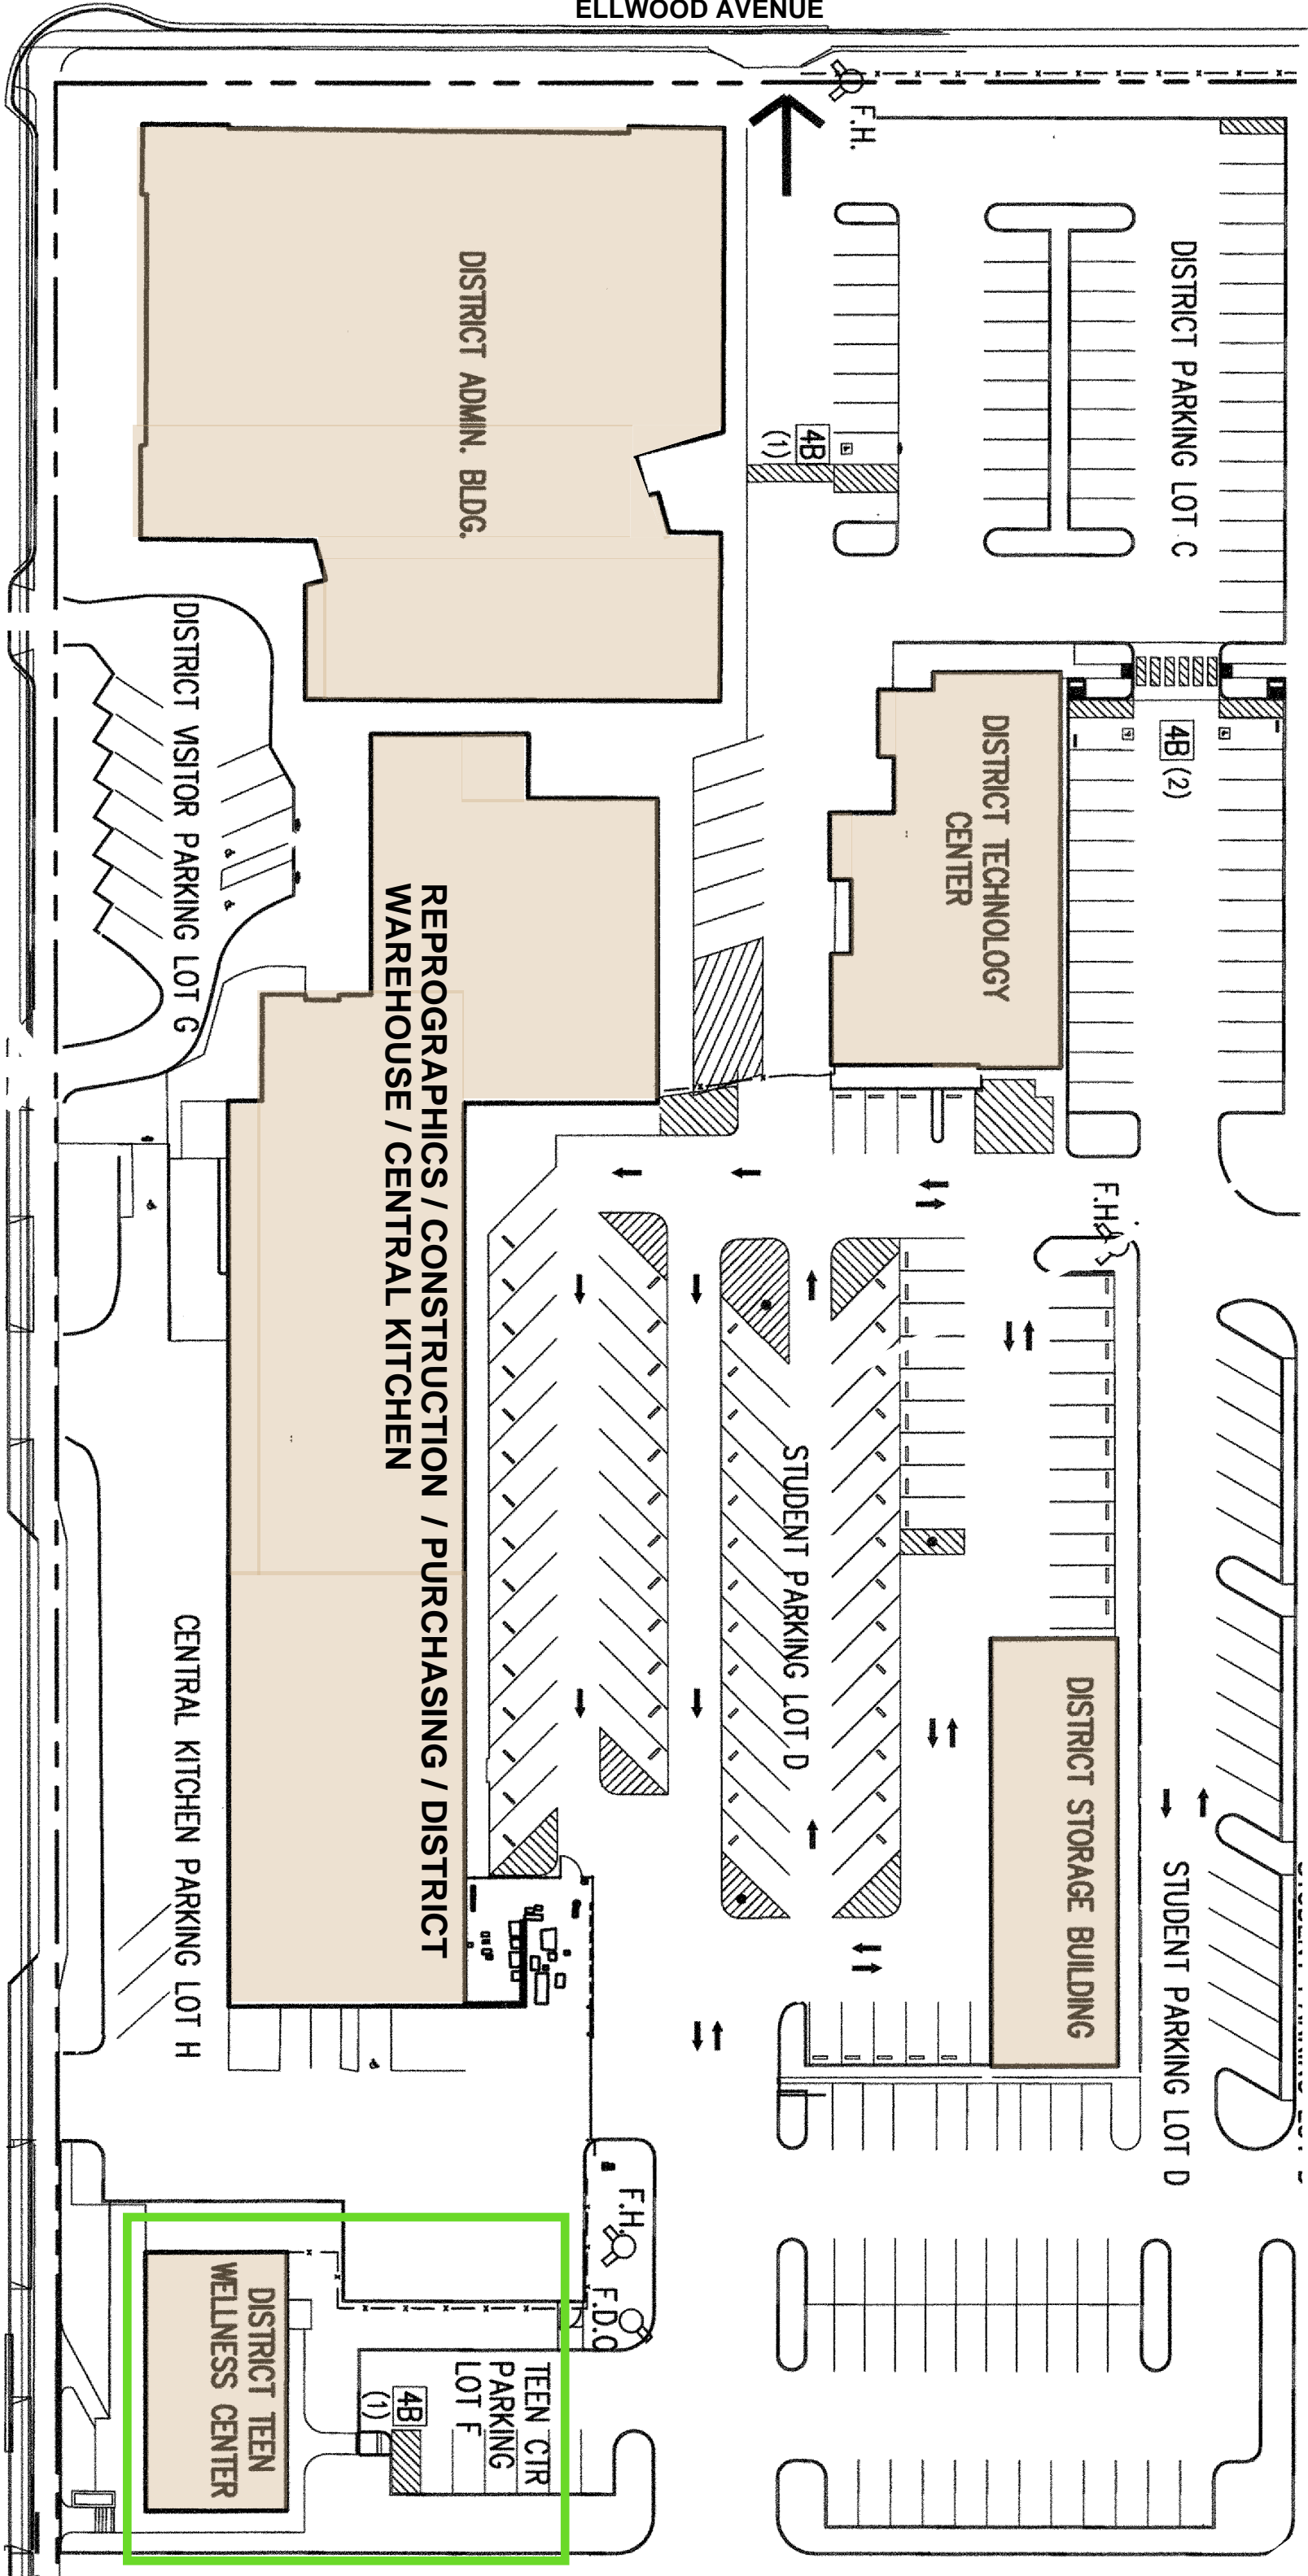 ELLWOOD AVENUE
F.H.
DISTRICT PARKING LOT C
DISTRICT ADMIN. BLDG.
4B
(1)
DISTRICT VISITOR PARKING LOT G
DISTRICT TECHNOLOGY
CENTER
4B (2)
REPROGRAPHICS / CONSTRUCTION / PURCHASING / DISTRICT
WAREHOUSE / CENTRAL KITCHEN
F.H.
STUDENT PARKING LOT D
DISTRICT STORAGE BUILDING
STUDENT PARKING LOT D
CENTRAL KITCHEN PARKING LOT H
F.H.
F.D.C
DISTRICT TEEN
WELLNESS CENTER
TEEN CTR
PARKING
LOT F
4B
(1)